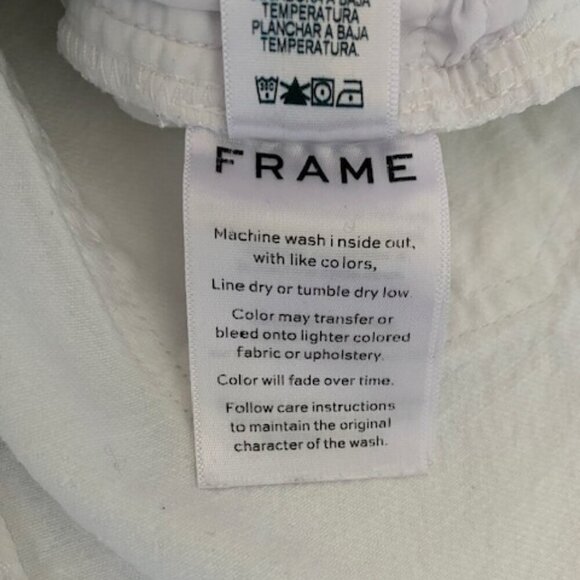 TEMPERATURA
PLANCHAR A BAJA
TEMPERATURA.
FRAME
Machine wash inside out,
with like colors,
Line dry or tumble dry low
Color may transfer or
bleed onto lighter colored
fabric or upholstery.
Color will fade over time.
Follow care instructions
to maintain the original
character of the wash.